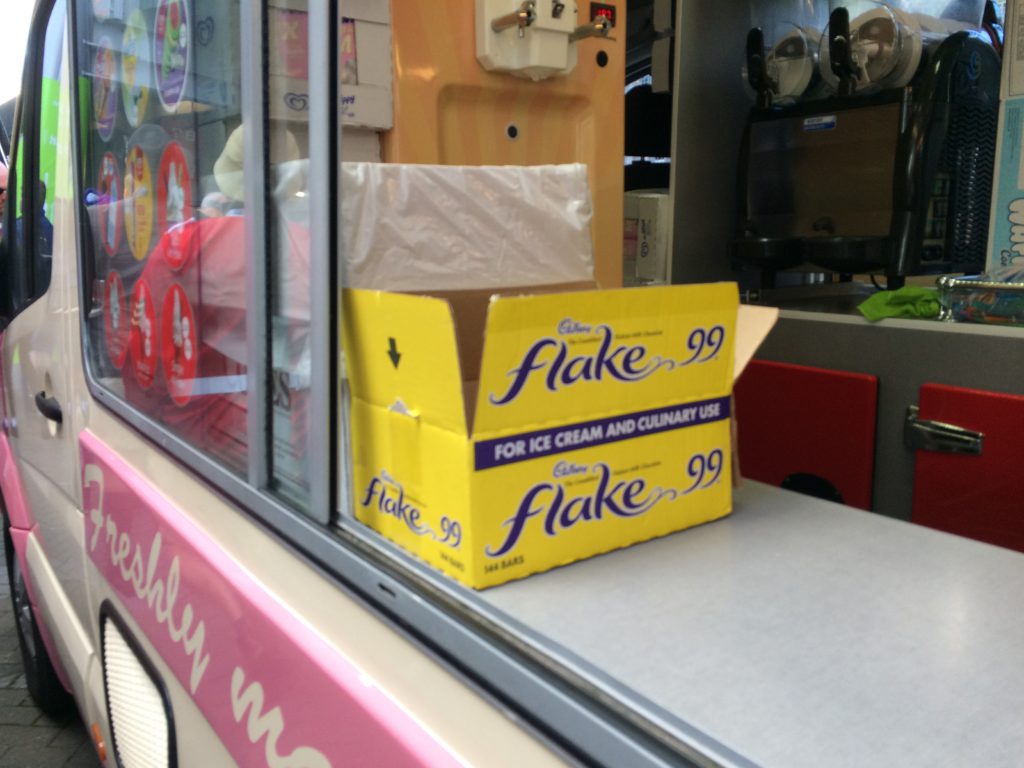 Cadbury
flake 99
FOR ICE CREAM AND CULINARY USE
Cadbury
flake 99
144 BARS
Cadbury
flake 99
Freshly